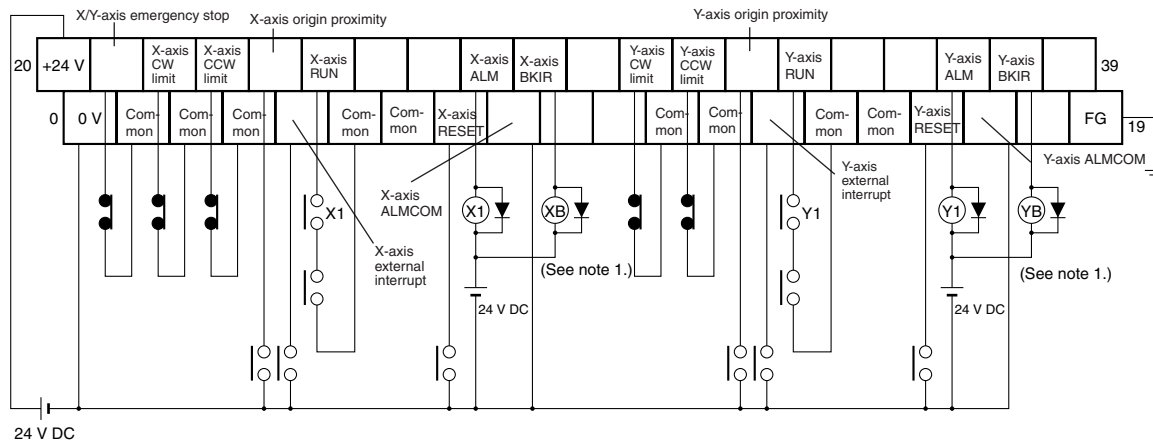 X/Y-axis emergency stop
X-axis origin proximity
Y-axis origin proximity
20
+24 V
X-axis
CW
limit
X-axis
CCW
limit
X-axis
RUN
X-axis
ALM
X-axis
BKIR
Y-axis
CW
limit
Y-axis
CCW
limit
Y-axis
RUN
Y-axis
ALM
Y-axis
BKIR
39
0
0 V
Com-
mon
Com-
mon
Com-
mon
Com-
mon
Com-
mon
X-axis
RESET
Com-
mon
Com-
mon
Com-
mon
Com-
mon
Y-axis
RESET
FG
19
Y-axis ALMCOM
Y-axis
external
interrupt
X-axis
ALMCOM
X1
X1
XB
Y1
Y1
YB
X-axis
external
interrupt
(See note 1.)
(See note 1.)
24 V DC
24 V DC
24 V DC